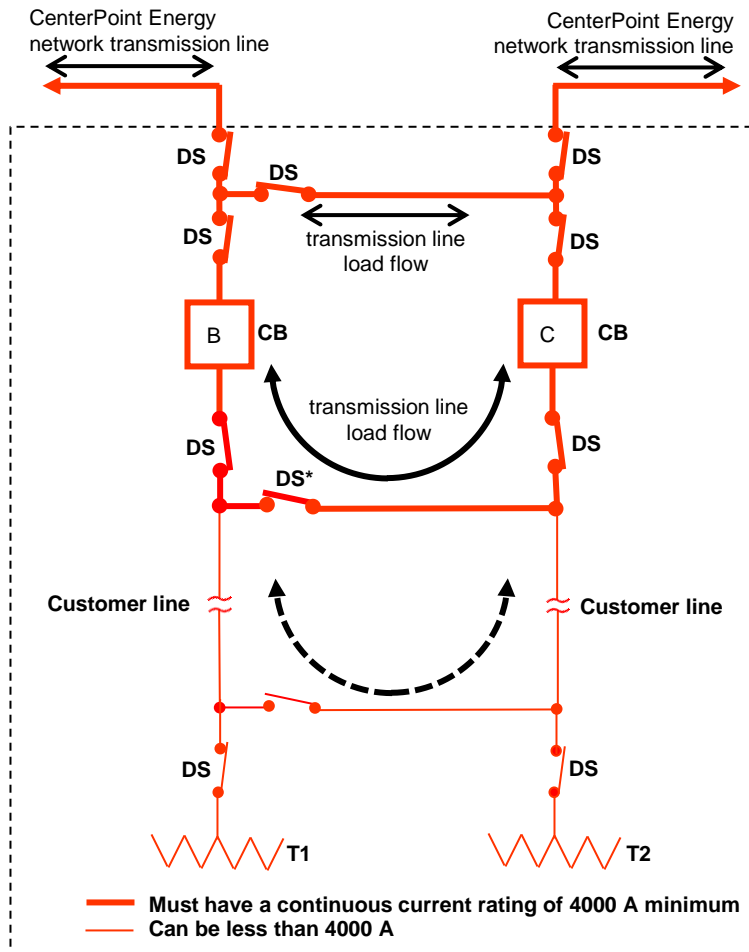 CenterPoint Energy
network transmission line
CenterPoint Energy
network transmission line
DS
DS
DS
DS
DS
transmission line
load flow
B
CB
C
CB
transmission line
load flow
DS
DS
DS*
Customer line
Customer line
DS
DS
T1
T2
Must have a continuous current rating of 4000 A minimum
Can be less than 4000 A